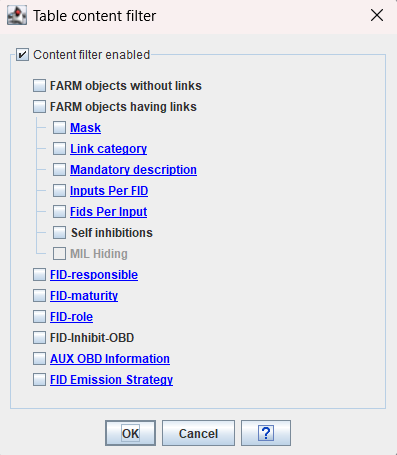 Table content filter
Content filter enabled
FARM objects without links
FARM objects having links
Mask
Link category
Mandatory description
Inputs Per FID
Fids Per Input
Self inhibitions
MIL Hiding
FID-responsible
FID-maturity
FID-role
FID-Inhibit-OBD
AUX OBD Information
FID Emission Strategy
OK Cancel ?